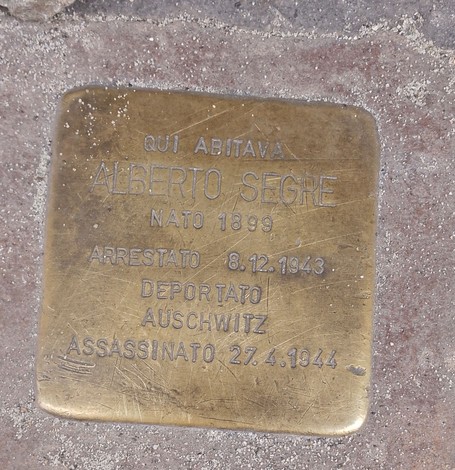 QUI ABITAVA
ALBERTO SEGRE
NATO 1899
ARRESTATO 8.12.1943
DEPORTATO
AUSCHWITZ
ASSASSINATO 27.4.1944